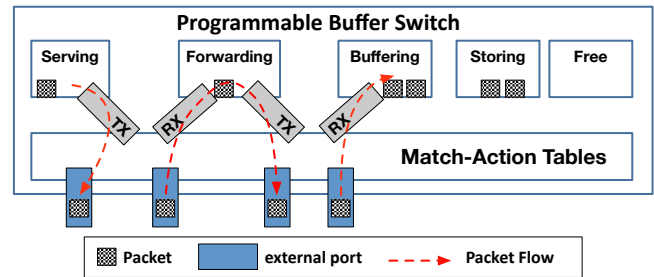 Programmable Buffer Switch
Serving Forwarding Buffering Storing Free
TX RX TX RX
Match-Action Tables
Packet external port Packet Flow